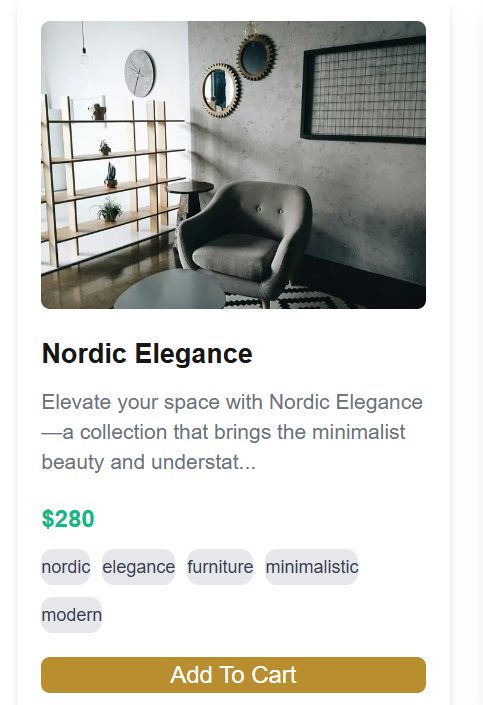 Nordic Elegance
Elevate your space with Nordic Elegance
—a collection that brings the minimalist
beauty and understat...
$280
nordic elegance furniture minimalistic
modern
Add To Cart